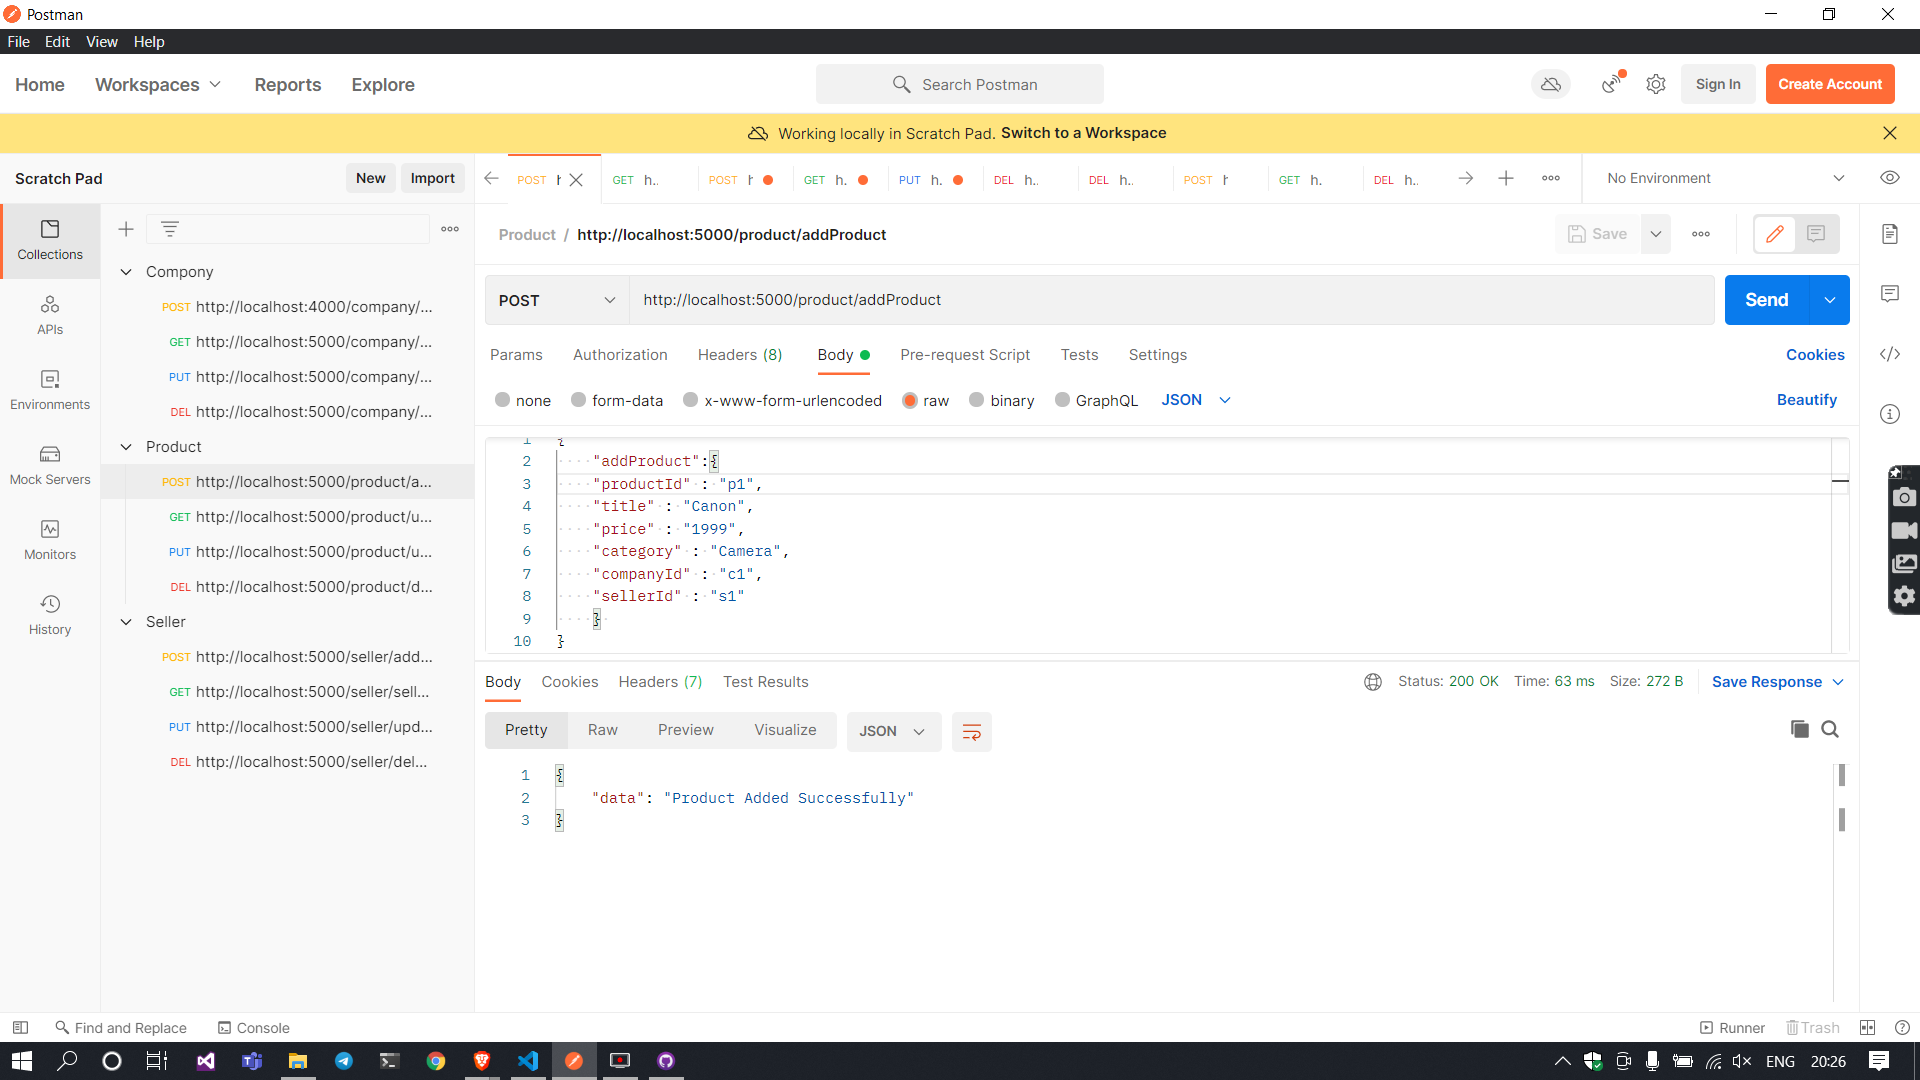 Postman
File Edit View Help
Home Workspaces Reports Explore Search Postman Sign In Create Account
Working locally in Scratch Pad. Switch to a Workspace
Scratch Pad New Import
POST h GET h.. POST h GET h. PUT h. DEL h.. DEL h.. POST h GET h. DEL h.. No Environment
Collections
APIs
Environments
Mock Servers
Monitors
History
Company
POST http://localhost:4000/company/...
GET http://localhost:5000/company/...
PUT http://localhost:5000/company/...
DEL http://localhost:5000/company/...
Product
POST http://localhost:5000/product/a...
GET http://localhost:5000/product/u...
PUT http://localhost:5000/product/u...
DEL http://localhost:5000/product/d...
Seller
POST http://localhost:5000/seller/add...
GET http://localhost:5000/seller/sell...
PUT http://localhost:5000/seller/upd...
DEL http://localhost:5000/seller/del...
Product / http://localhost:5000/product/addProduct Save
POST http://localhost:5000/product/addProduct Send
Params Authorization Headers (8) Body Pre-request Script Tests Settings Cookies
none form-data x-www-form-urlencoded raw binary GraphQL JSON Beautify
1 {
2 "addProduct":{
3 "productId" : "p1",
4 "title" : "Canon",
5 "price" : "1999",
6 "category" : "Camera",
7 "companyId" : "c1",
8 "sellerId" : "s1"
9 }
10 }
Body Cookies Headers (7) Test Results Status: 200 OK Time: 63 ms Size: 272 B Save Response
Pretty Raw Preview Visualize JSON
1 {
2 "data": "Product Added Successfully"
3 }
Find and Replace Console Runner Trash
ENG 20:26